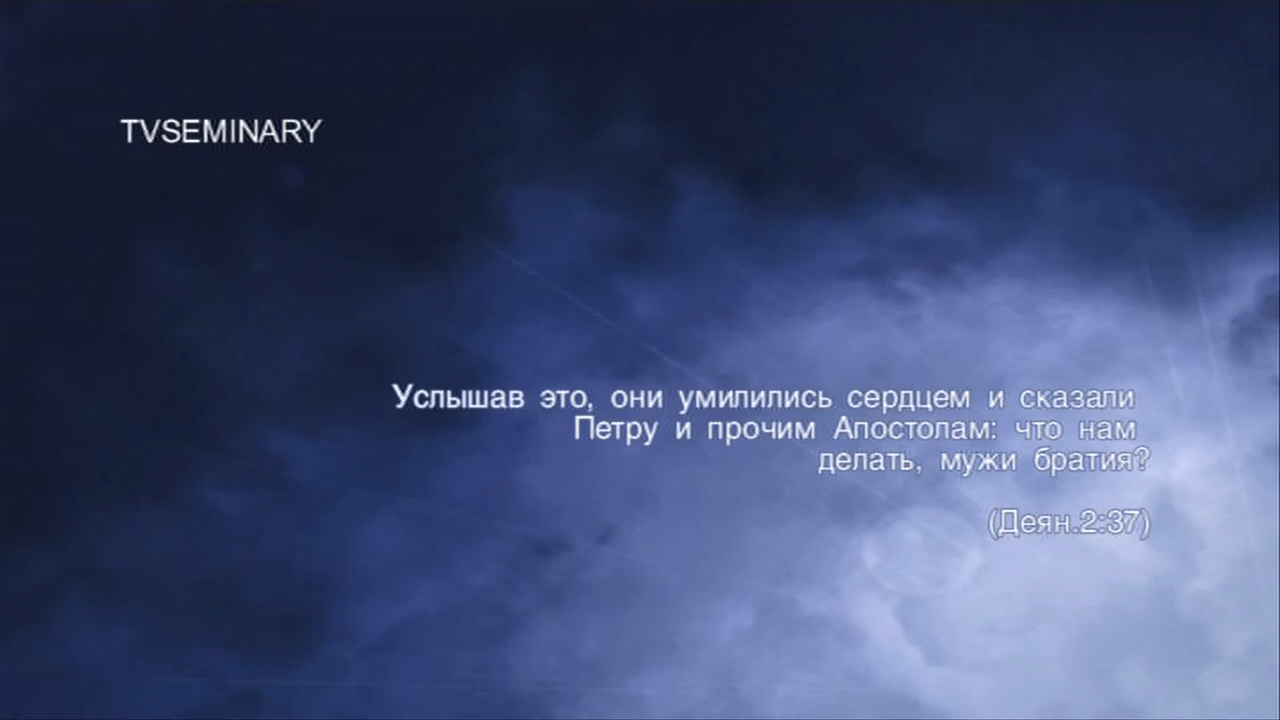 TVSEMINARY
Услышав это, они умилились сердцем и сказали
Петру и прочим Апостолам: что нам
делать, мужи братия?
(Деян.2:37)